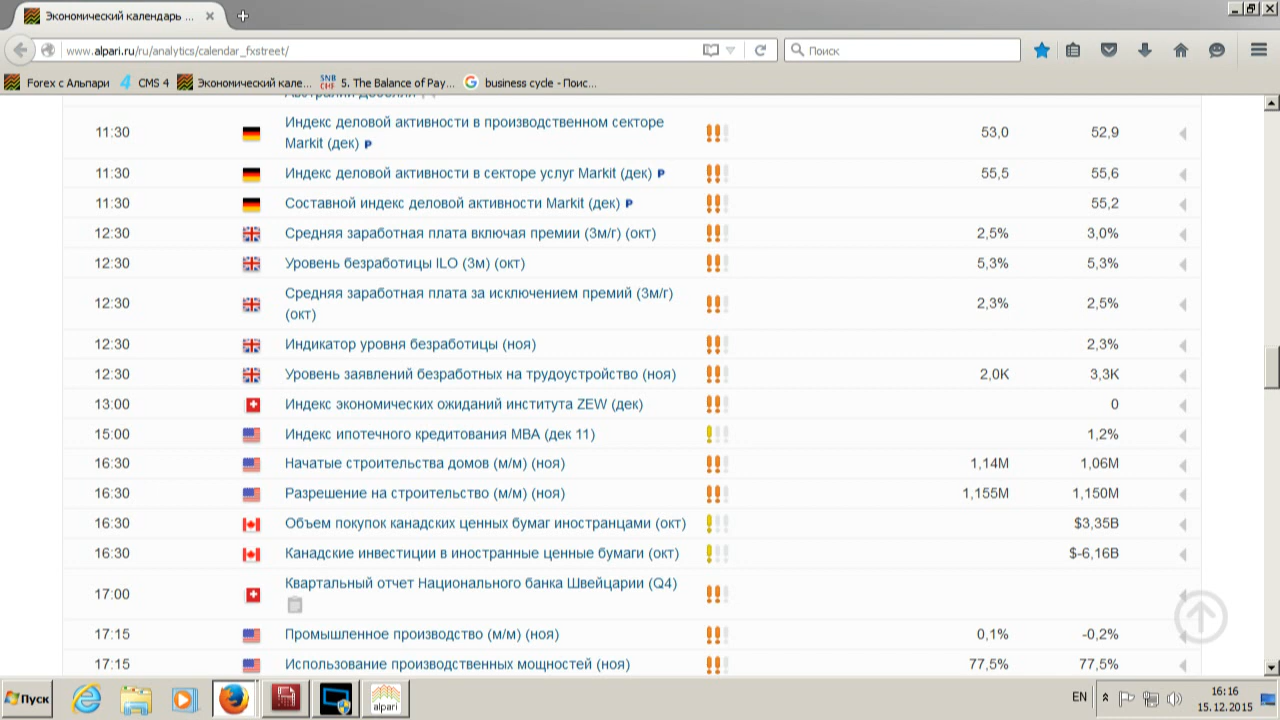 Экономический календарь ...
www.alpari.ru/ru/analytics/calendar_fxstreet/
Поиск
Forex с Альпари
4 CMS 4
Экономический кале...
SNB CHF 5. The Balance of Pay...
G business cycle - Поис...
11:30 Индекс деловой активности в производственном секторе 53,0 52,9
Markit (дек) P
11:30 Индекс деловой активности в секторе услуг Markit (дек) P 55,5 55,6
11:30 Составной индекс деловой активности Markit (дек) P 55,2
12:30 Средняя заработная плата включая премии (3м/г) (окт) 2,5% 3,0%
12:30 Уровень безработицы ILO (3м) (окт) 5,3% 5,3%
12:30 Средняя заработная плата за исключением премий (3м/г) 2,3% 2,5%
(окт)
12:30 Индикатор уровня безработицы (ноя) 2,3%
12:30 Уровень заявлений безработных на трудоустройство (ноя) 2,0K 3,3K
13:00 Индекс экономических ожиданий института ZEW (дек) 0
15:00 Индекс ипотечного кредитования MBA (дек 11) 1,2%
16:30 Начатые строительства домов (м/м) (ноя) 1,14M 1,06M
16:30 Разрешение на строительство (м/м) (ноя) 1,155M 1,150M
16:30 Объем покупок канадских ценных бумаг иностранцами (окт) $3,35B
16:30 Канадские инвестиции в иностранные ценные бумаги (окт) $-6,16B
17:00 Квартальный отчет Национального банка Швейцарии (Q4)
17:15 Промышленное производство (м/м) (ноя) 0,1% -0,2%
17:15 Использование производственных мощностей (ноя) 77,5% 77,5%
Пуск
alpari
EN
16:16
15.12.2015